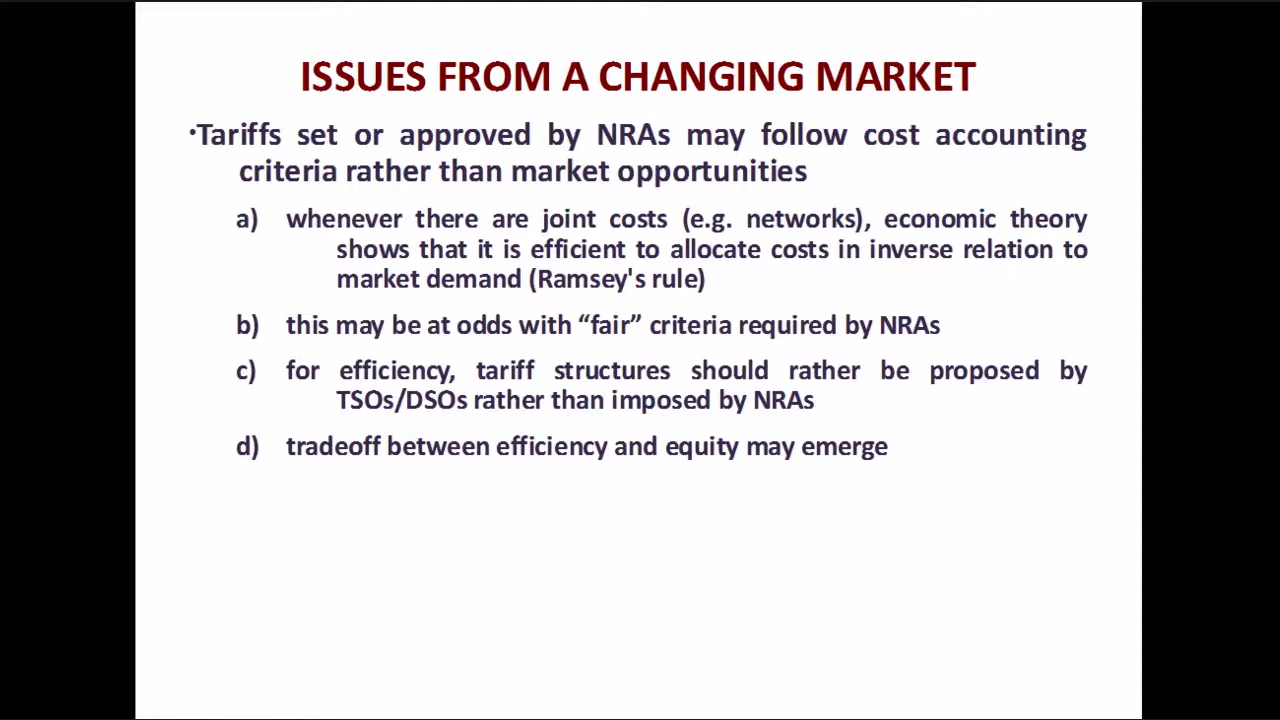 ISSUES FROM A CHANGING MARKET
•Tariffs set or approved by NRAs may follow cost accounting
criteria rather than market opportunities
a) whenever there are joint costs (e.g. networks), economic theory
shows that it is efficient to allocate costs in inverse relation to
market demand (Ramsey's rule)
b) this may be at odds with “fair” criteria required by NRAs
c) for efficiency, tariff structures should rather be proposed by
TSOs/DSOs rather than imposed by NRAs
d) tradeoff between efficiency and equity may emerge